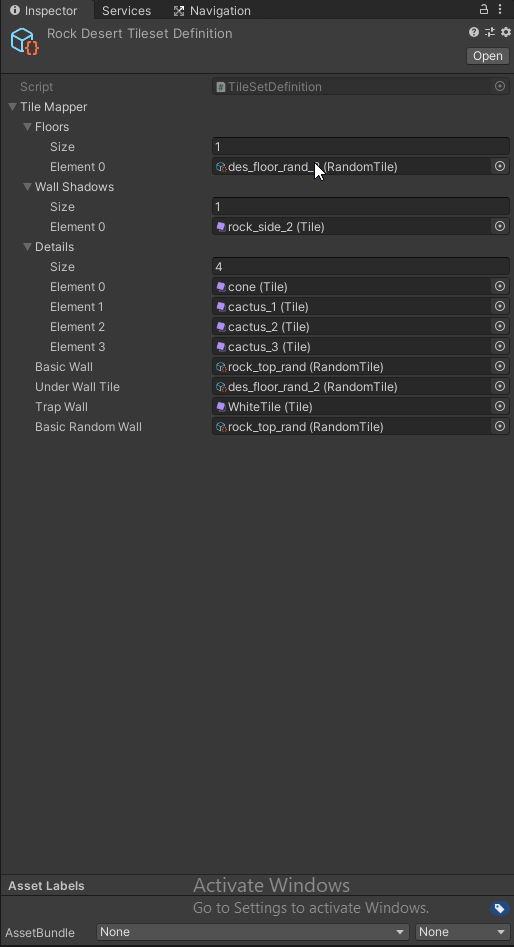 Inspector Services Navigation
Rock Desert Tileset Definition
Open
Script TileSetDefinition
Tile Mapper
Floors
Size 1
Element 0 des_floor_rand_ (RandomTile)
Wall Shadows
Size 1
Element 0 rock_side_2 (Tile)
Details
Size 4
Element 0 cone (Tile)
Element 1 cactus_1 (Tile)
Element 2 cactus_2 (Tile)
Element 3 cactus_3 (Tile)
Basic Wall rock_top_rand (RandomTile)
Under Wall Tile des_floor_rand_2 (RandomTile)
Trap Wall WhiteTile (Tile)
Basic Random Wall rock_top_rand (RandomTile)
Asset Labels
Activate Windows
Go to Settings to activate Windows.
AssetBundle None None